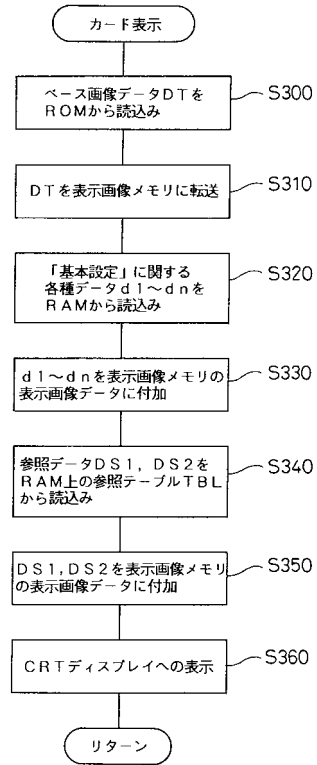 カード表示
ベース画像データDTを
ROMから読込み
S300
DTを表示画像メモリに転送
S310
「基本設定」に関する
各種データd1～dnを
RAMから読込み
S320
d1～dnを表示画像メモリの
表示画像データに付加
S330
参照データDS1，DS2を
RAM上の参照テーブルTBL
から読込み
S340
DS1,DS2を表示画像メモリ
の表示画像データに付加
S350
CRTディスプレイへの表示
S360
リターン